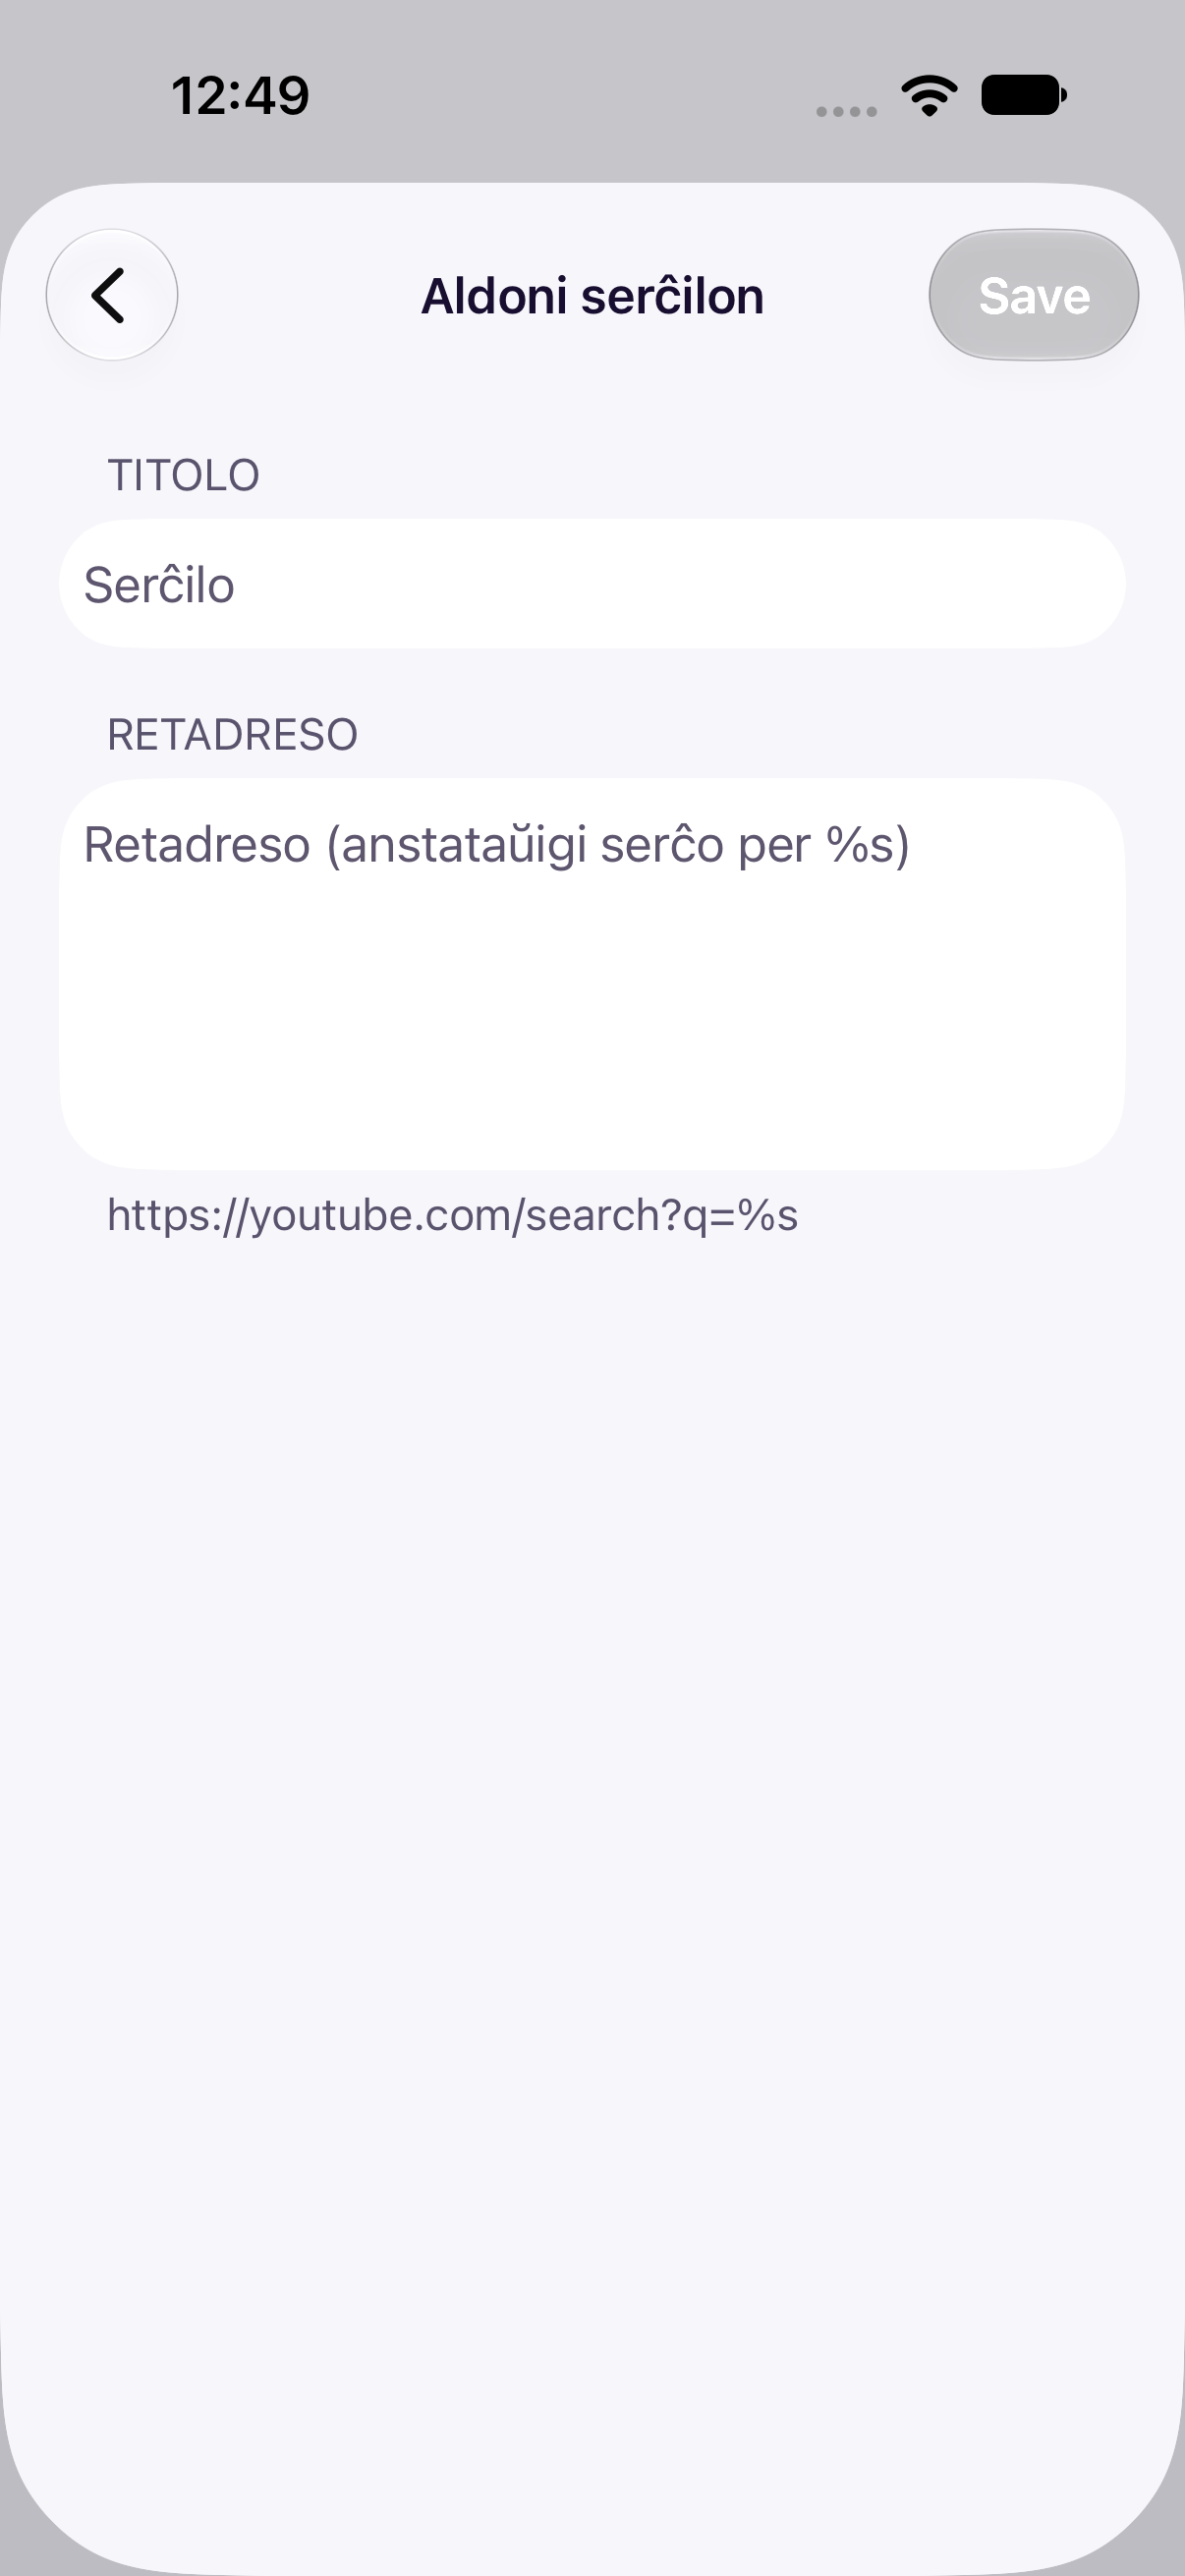 12:49
Aldoni serĉilon
Save
TITOLO
Serĉilo
RETADRESO
Retadreso (anstataŭigi serĉo per %s)
https://youtube.com/search?q=%s